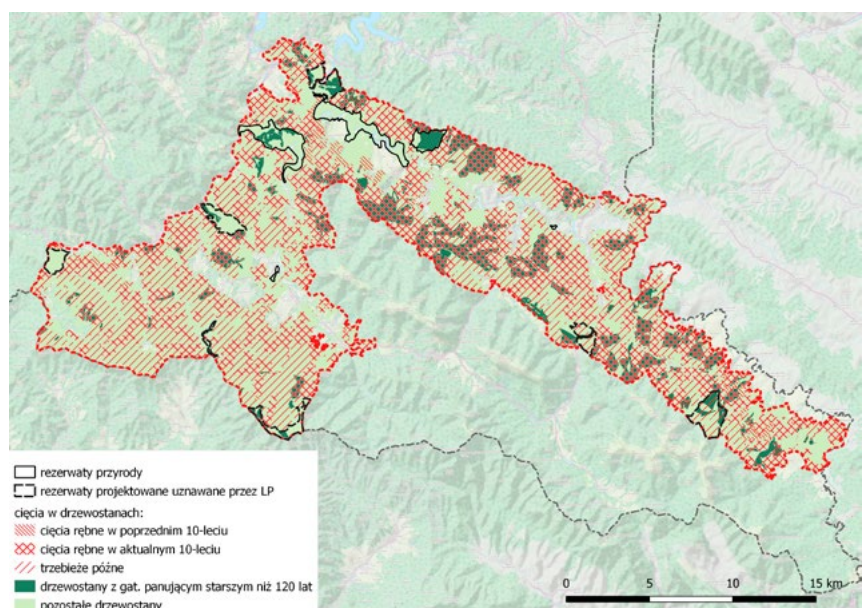 rezerwaty przyrody
rezerwaty projektowane uznawane przez LP
cięcia w drzewostanach:
cięcia rębne w poprzednim 10-leciu
cięcia rębne w aktualnym 10-leciu
trzebieże późne
drzewostany z gat. panującym starszym niż 120 lat
pozostałe drzewostany
0 5 10 15 km